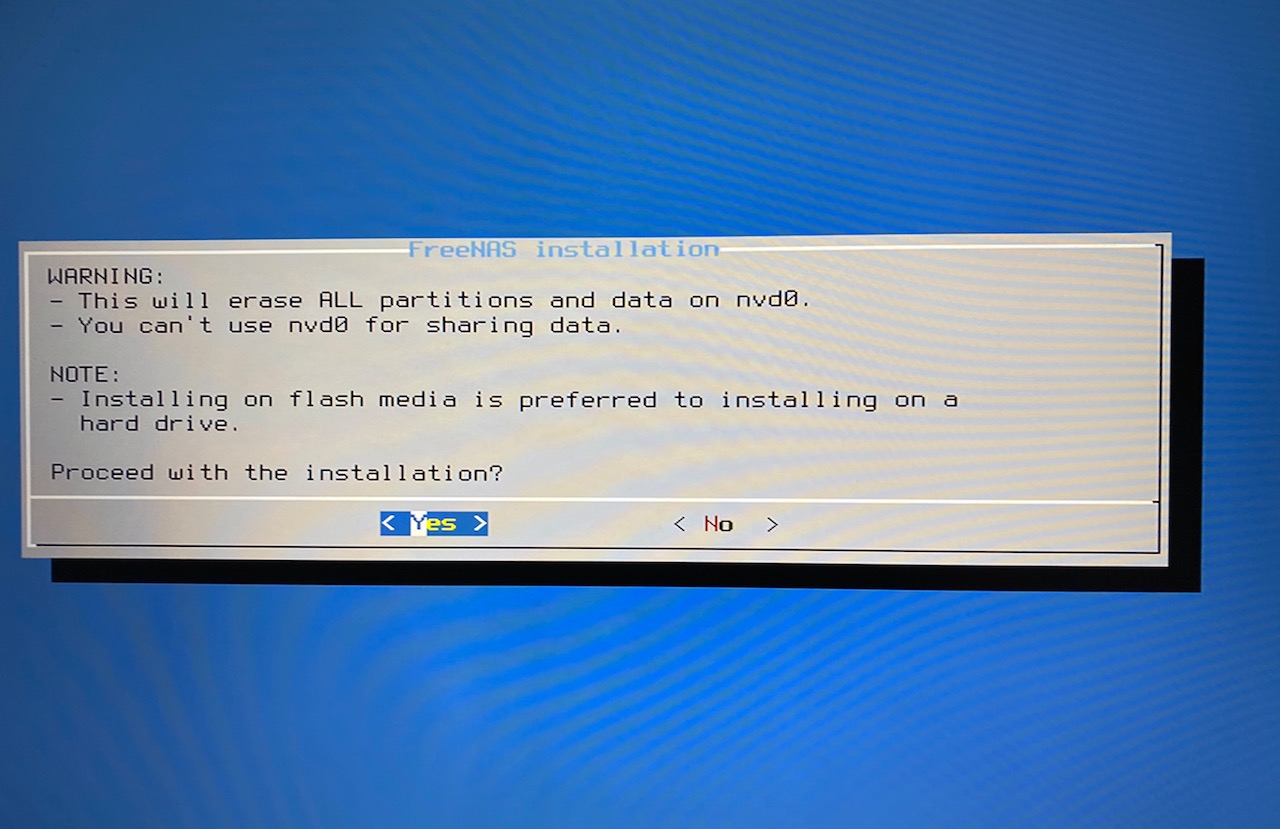 FreeNAS installation
WARNING:
- This will erase ALL partitions and data on nvd0.
- You can't use nvd0 for sharing data.
NOTE:
- Installing on flash media is preferred to installing on a
hard drive.
Proceed with the installation?
< Yes > < No >